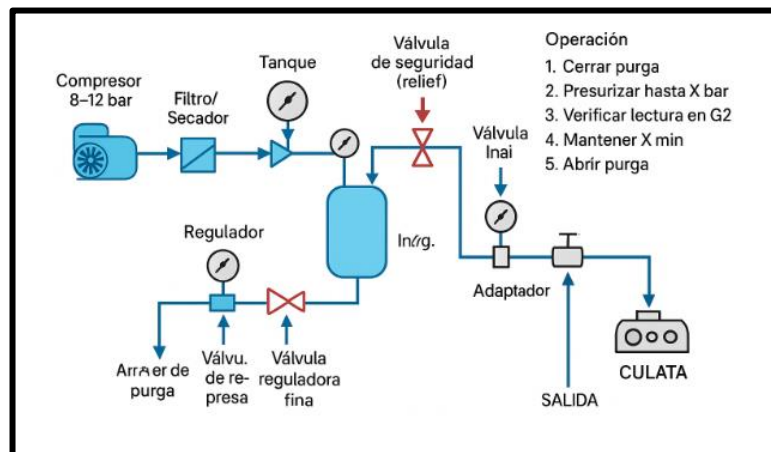 Compresor
8–12 bar
Filtro/
Secador
Tanque
Válvula
de seguridad
(relief)
Válvula
Inai
Operación
1. Cerrar purga
2. Presurizar hasta X bar
3. Verificar lectura en G2
4. Mantener X min
5. Abrir purga
Regulador
Adaptador
de
purga
Válvu.
de re-
presa
Válvula
reguladora
fina
SALIDA
CULATA